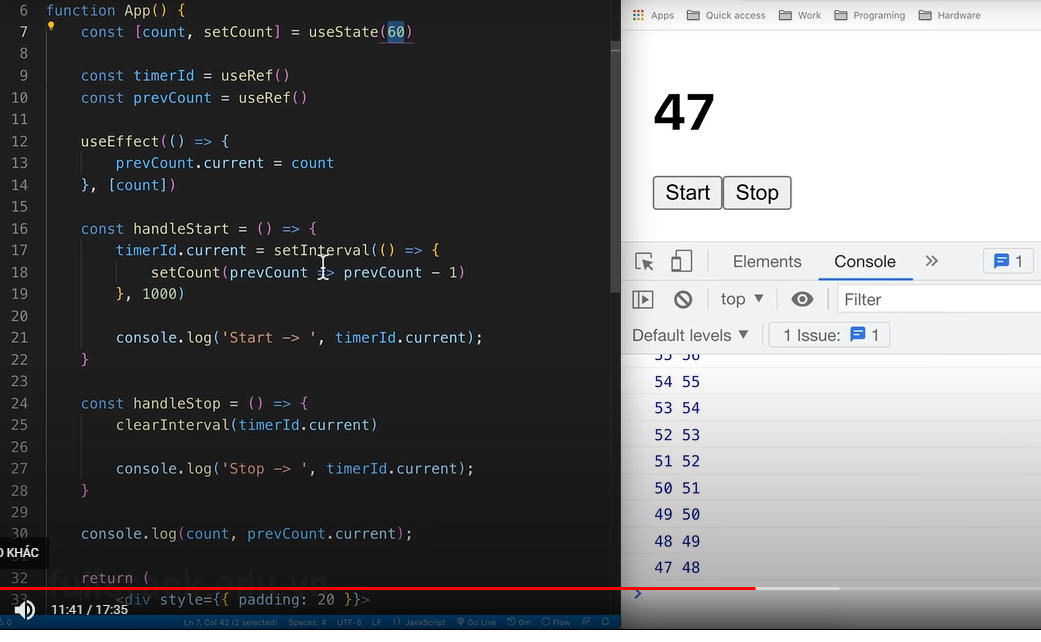 6 function App() {
7 const [count, setCount] = useState(60)
8
9 const timerId = useRef()
10 const prevCount = useRef()
11
12 useEffect(() => {
13 prevCount.current = count
14 }, [count])
15
16 const handleStart = () => {
17 timerId.current = setInterval(() => {
18 setCount(prevCount => prevCount - 1)
19 }, 1000)
20
21 console.log('Start -> ', timerId.current);
22 }
23
24 const handleStop = () => {
25 clearInterval(timerId.current)
26
27 console.log('Stop -> ', timerId.current);
28 }
29
30 console.log(count, prevCount.current);
KHÁC
32 return (
33 <div style={{ padding: 20 }}>
11:41 / 17:35
Ln 7, Col 42 (2 selected) Spaces: 4 UTF-8 LF JavaScript Go Live 0m Flow
Apps Quick access Work Programing Hardware
47
Start Stop
Elements Console » 1
top ▼ Filter
Default levels ▼ 1 Issue: 1
55 56
54 55
53 54
52 53
51 52
50 51
49 50
48 49
47 48
>